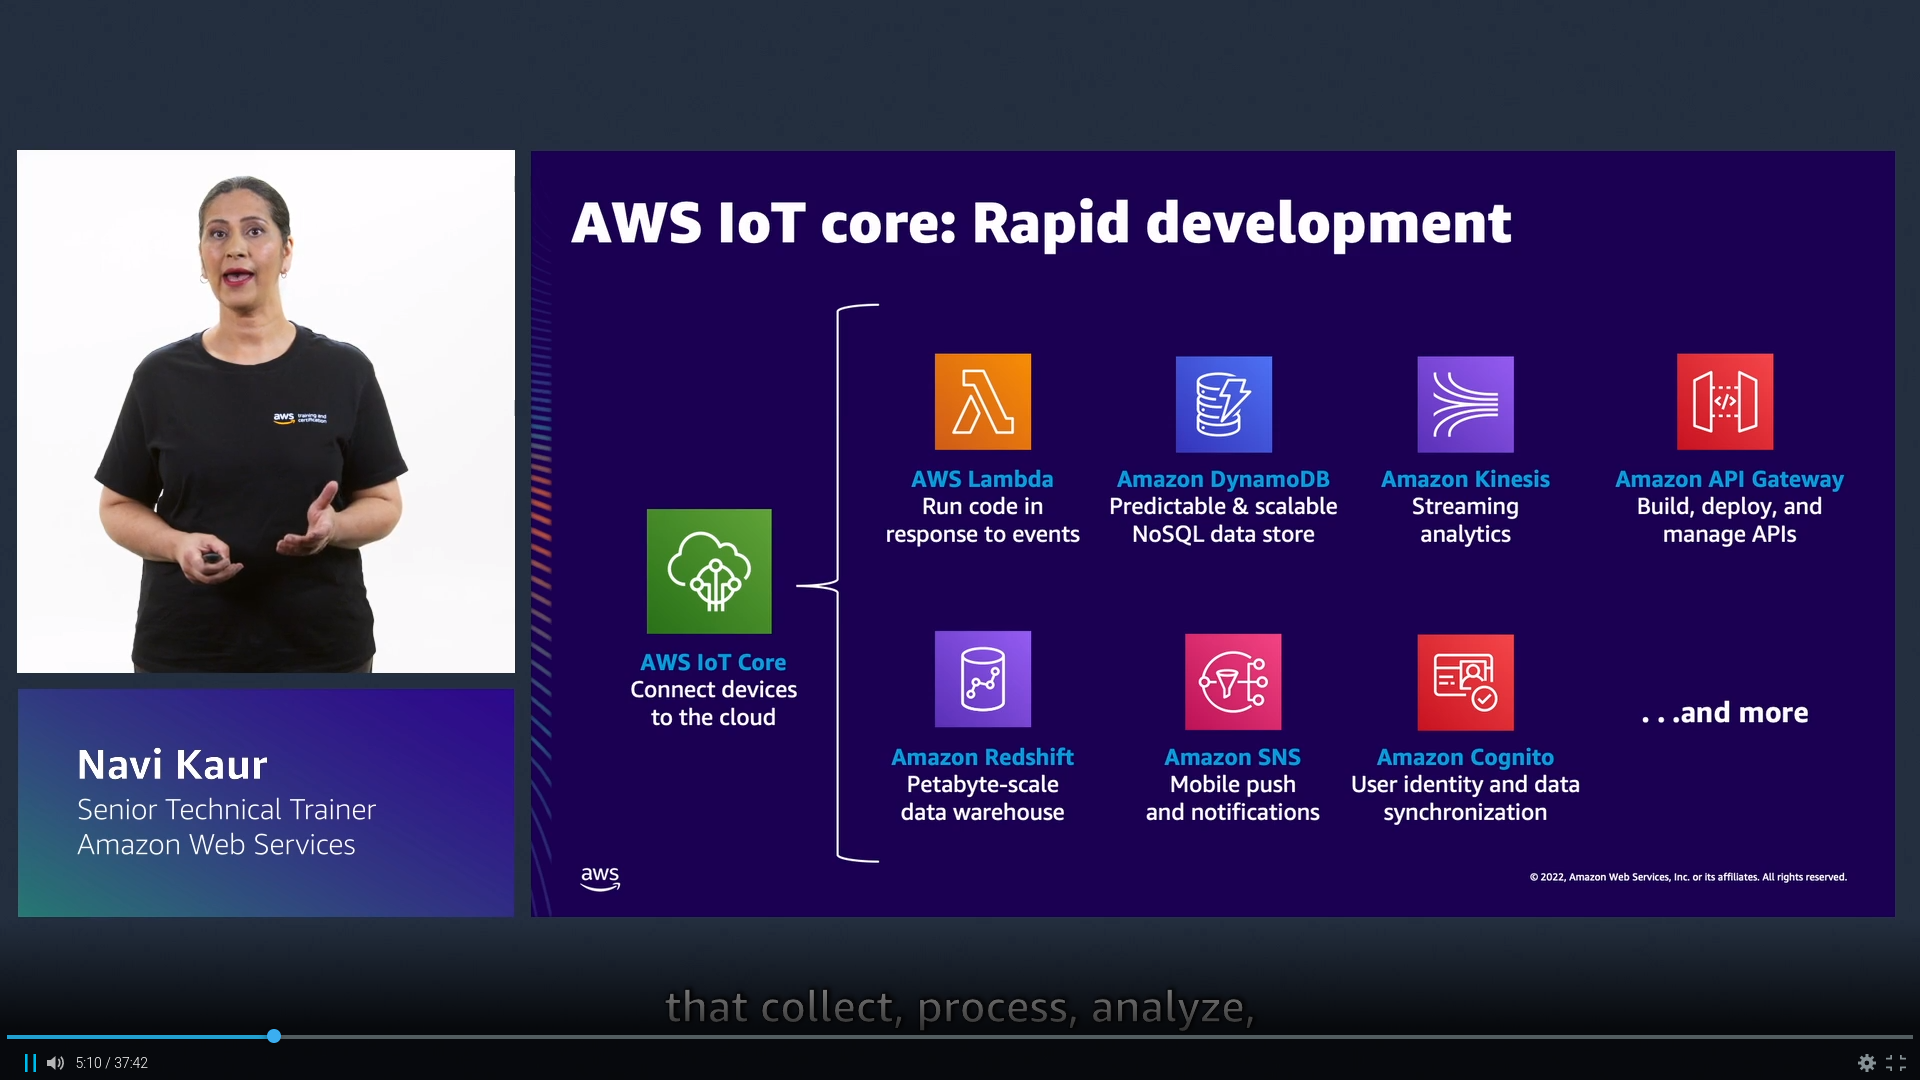 aws training and
certification
Navi Kaur
Senior Technical Trainer
Amazon Web Services
AWS IoT core: Rapid development
AWS IoT Core
Connect devices
to the cloud
AWS Lambda
Run code in
response to events
Amazon DynamoDB
Predictable & scalable
NoSQL data store
Amazon Kinesis
Streaming
analytics
Amazon API Gateway
Build, deploy, and
manage APIs
Amazon Redshift
Petabyte-scale
data warehouse
Amazon SNS
Mobile push
and notifications
Amazon Cognito
User identity and data
synchronization
. . .and more
aws
© 2022, Amazon Web Services, Inc. or its affiliates. All rights reserved.
that collect, process, analyze,
5:10 / 37:42